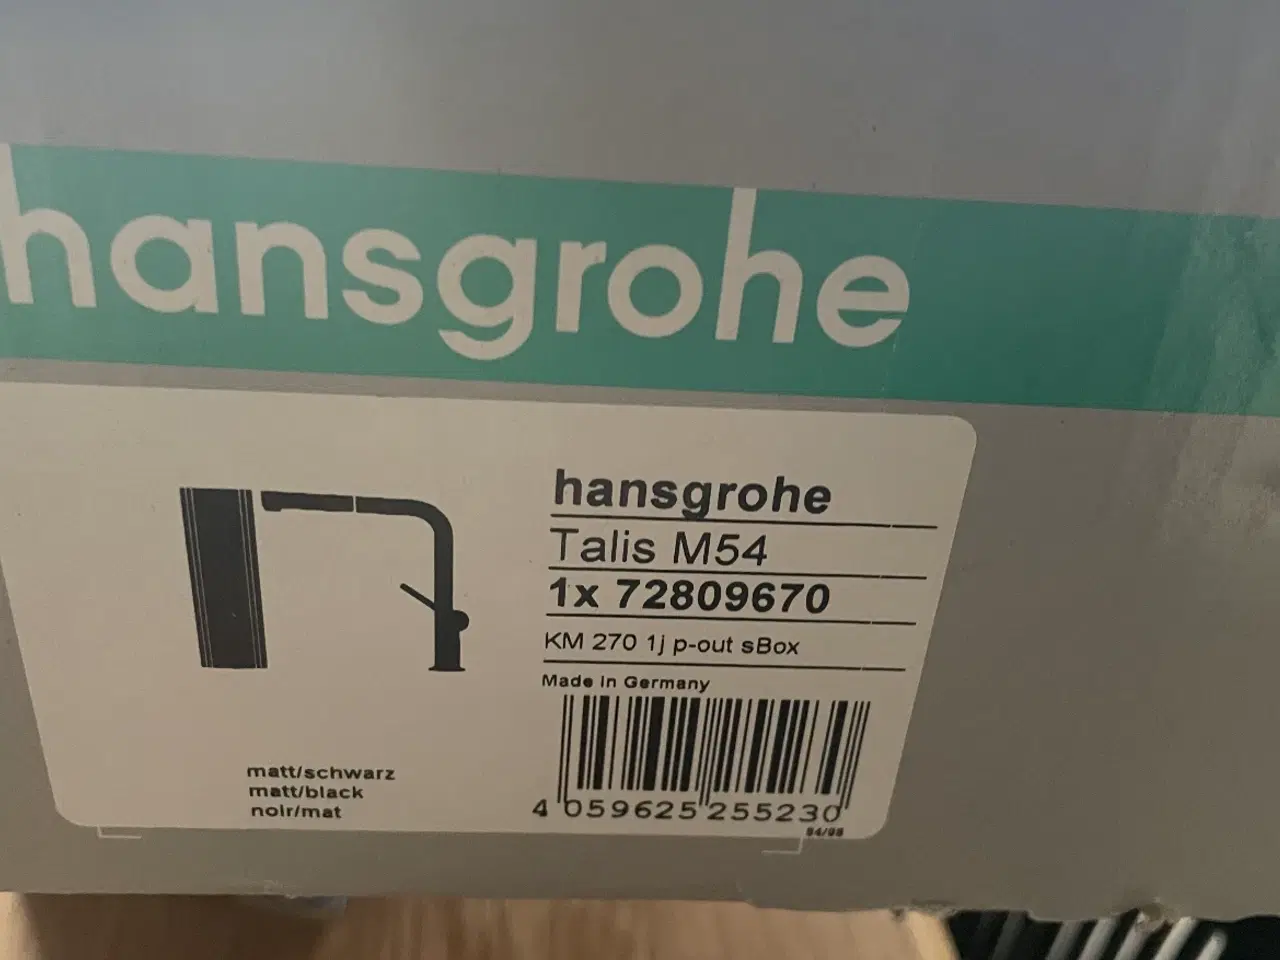 hansgrohe
hansgrohe
Talis M54
1x 72809670
KM 270 1j p-out sBox
Made in Germany
matt/schwarz
matt/black
noir/mat
4 059625 255230